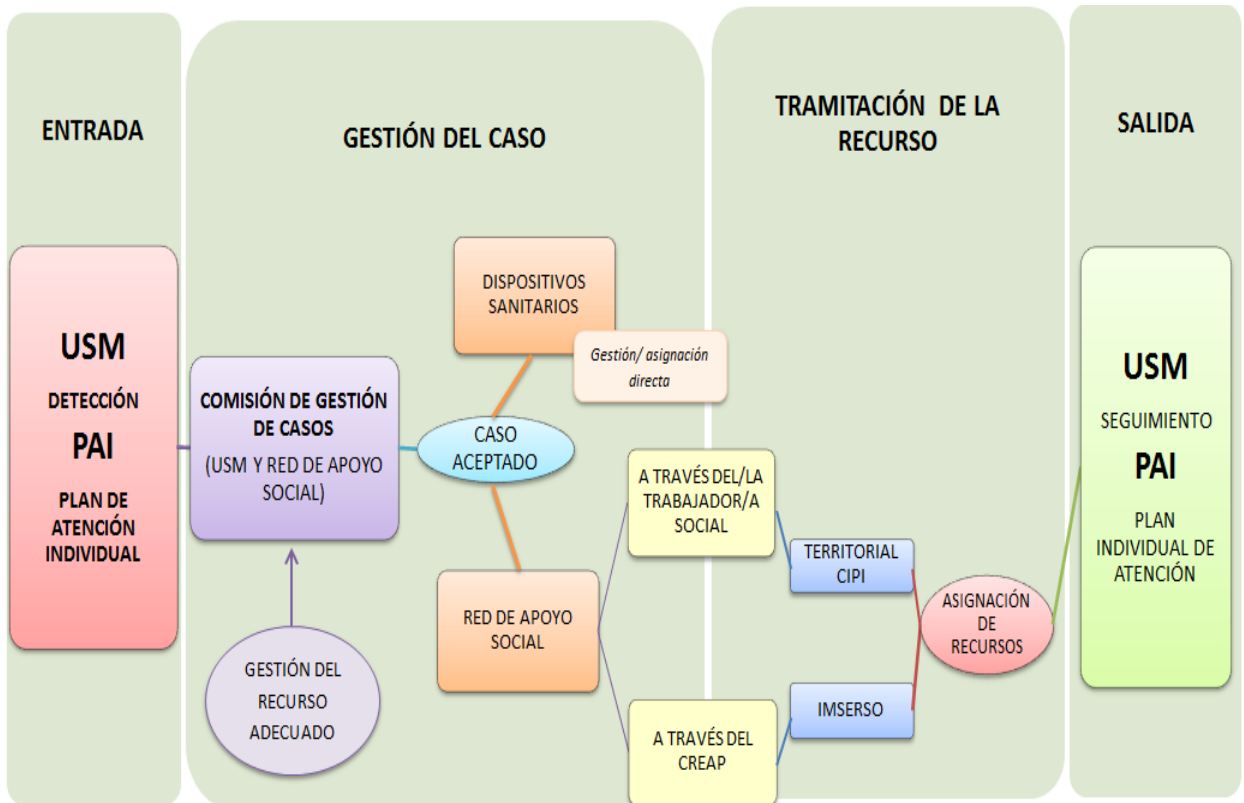 ENTRADA
GESTIÓN DEL CASO
TRAMITACIÓN DE LA
RECURSO
SALIDA
USM
DETECCIÓN
PAI
PLAN DE
ATENCIÓN
INDIVIDUAL
COMISIÓN DE GESTIÓN
DE CASOS
(USM Y RED DE APOYO
SOCIAL)
GESTIÓN DEL
RECURSO
ADECUADO
DISPOSITIVOS
SANITARIOS
Gestión/ asignación
directa
CASO
ACEPTADO
RED DE APOYO
SOCIAL
A TRAVÉS DEL/LA
TRABAJADOR/A
SOCIAL
A TRAVÉS DEL
CREAP
TERRITORIAL
CIPI
IMSERSO
ASIGNACIÓN
DE
RECURSOS
USM
SEGUIMIENTO
PAI
PLAN
INDIVIDUAL DE
ATENCIÓN